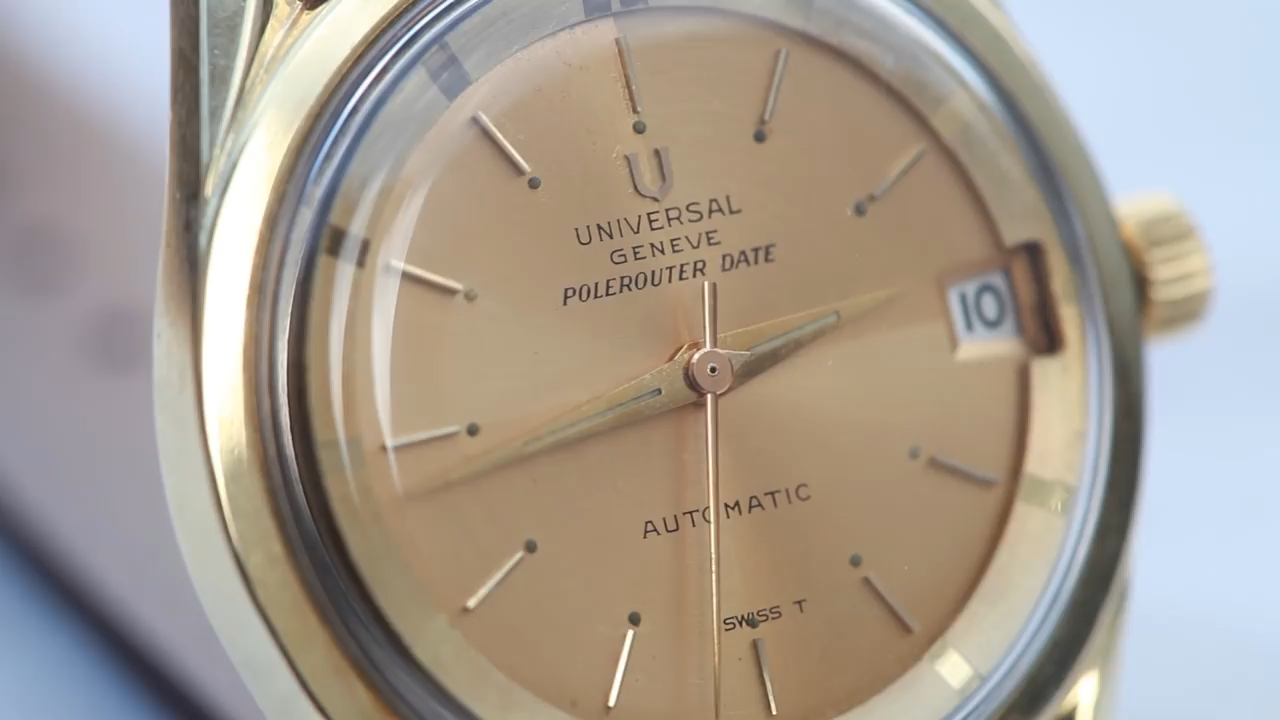 UNIVERSAL
GENEVE
POLEROUTER DATE
10
AUTOMATIC
SWISS T